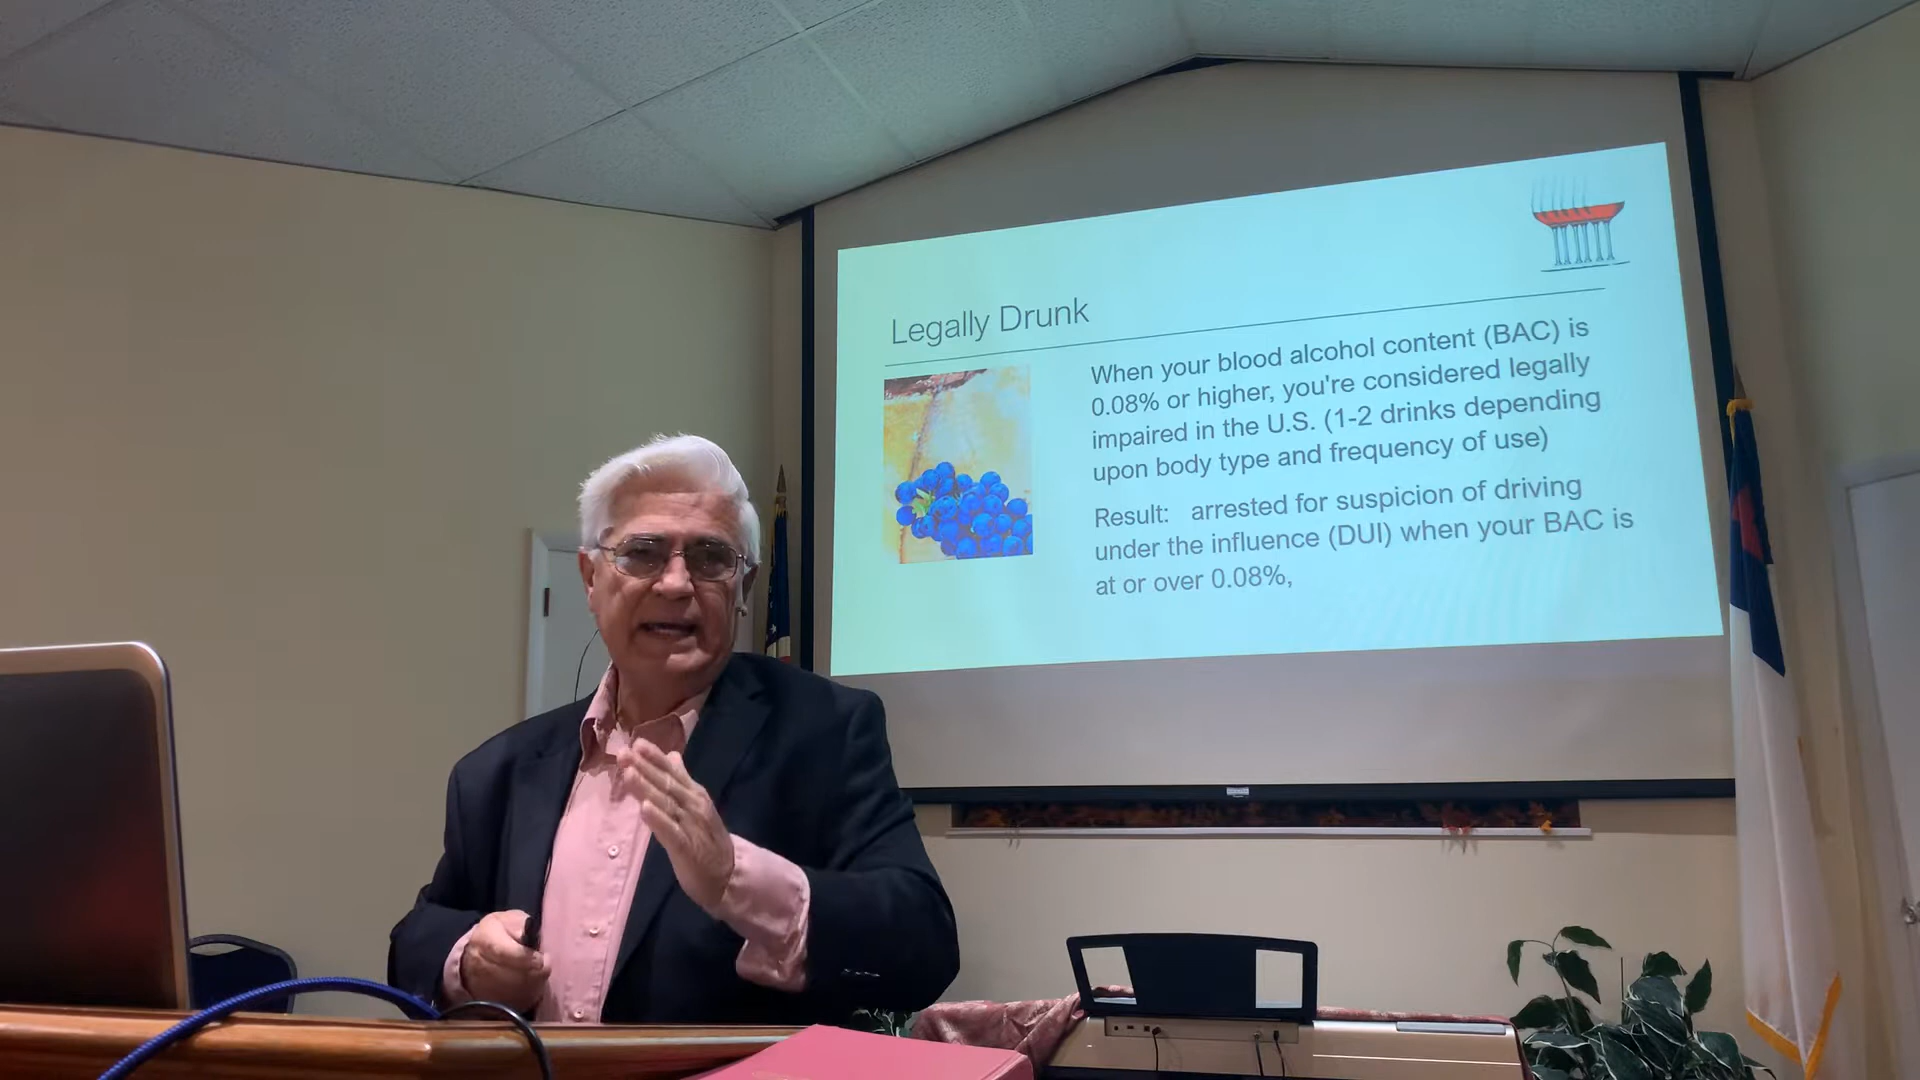 Legally Drunk
When your blood alcohol content (BAC) is
0.08% or higher, you're considered legally
impaired in the U.S. (1-2 drinks depending
upon body type and frequency of use)
Result: arrested for suspicion of driving
under the influence (DUI) when your BAC is
at or over 0.08%,